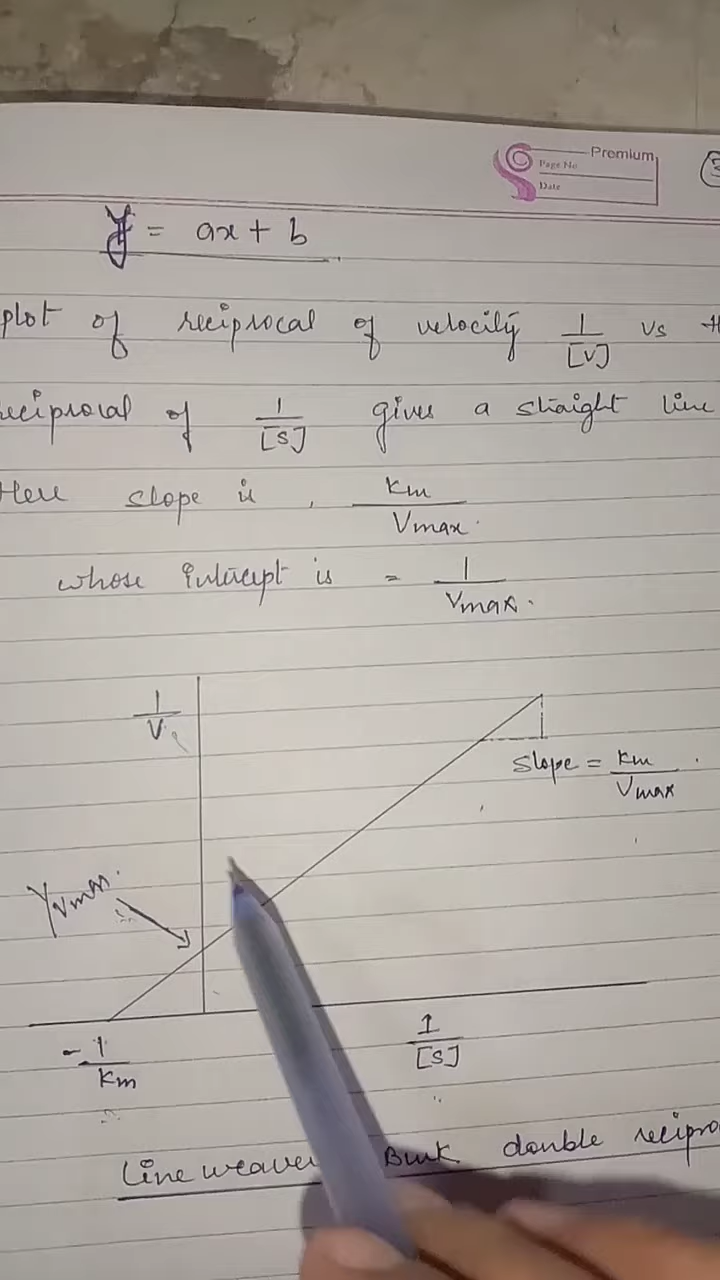 Premium
Page No
Date
3
y = ax + b
plot of reciprocal of velocity 1/[V] vs
reciprocal of 1/[S] gives a straight line
Here slope is, Km/Vmax.
whose intercept is = 1/Vmax.
1/V
slope = Km/Vmax.
1/Vmax.
-1/Km
1/[S]
Lineweaver Burk double recipro